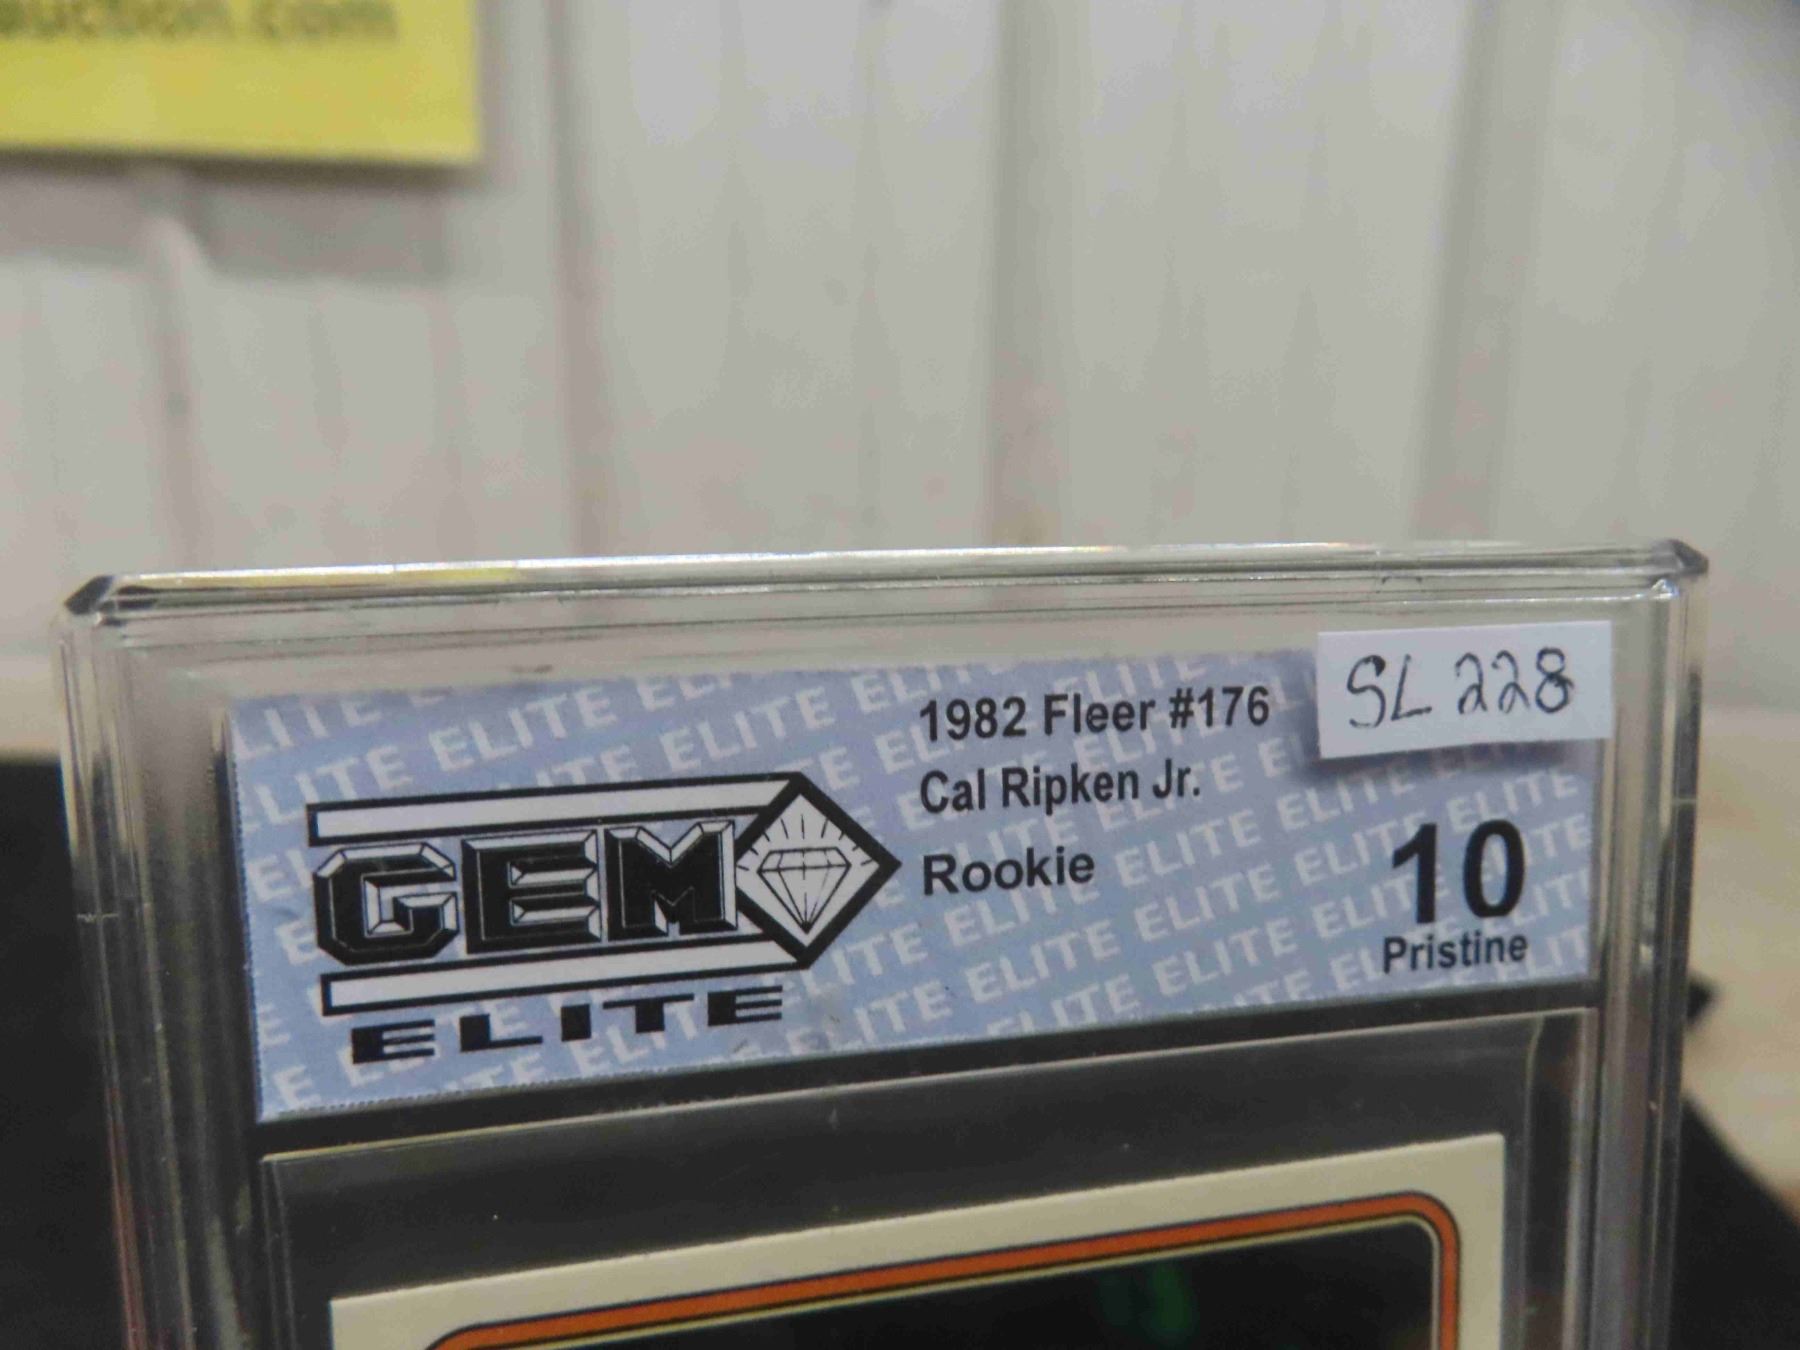 1982 Fleer #176
SL 228
Cal Ripken Jr.
Rookie
GEM
ELITE
10
Pristine